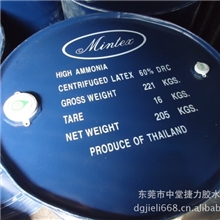 Mintex
HIGH AMMONIA
CENTRIFUGED LATEX 60% DRC
GROSS WEIGHT 221 KGS.
TARE 16 KGS.
NET WEIGHT 205 KGS.
PRODUCE OF THAILAND
东莞市中堂捷力胶水
dgjieli668.cn.alibaba.com